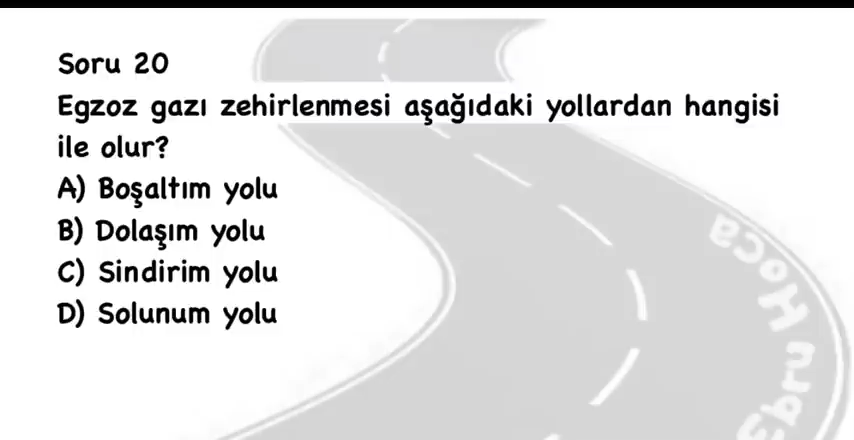 Soru 20
Egzoz gazı zehirlenmesi aşağıdaki yollardan hangisi
ile olur?
A) Boşaltım yolu
B) Dolaşım yolu
C) Sindirim yolu
D) Solunum yolu
Ebru Hoca